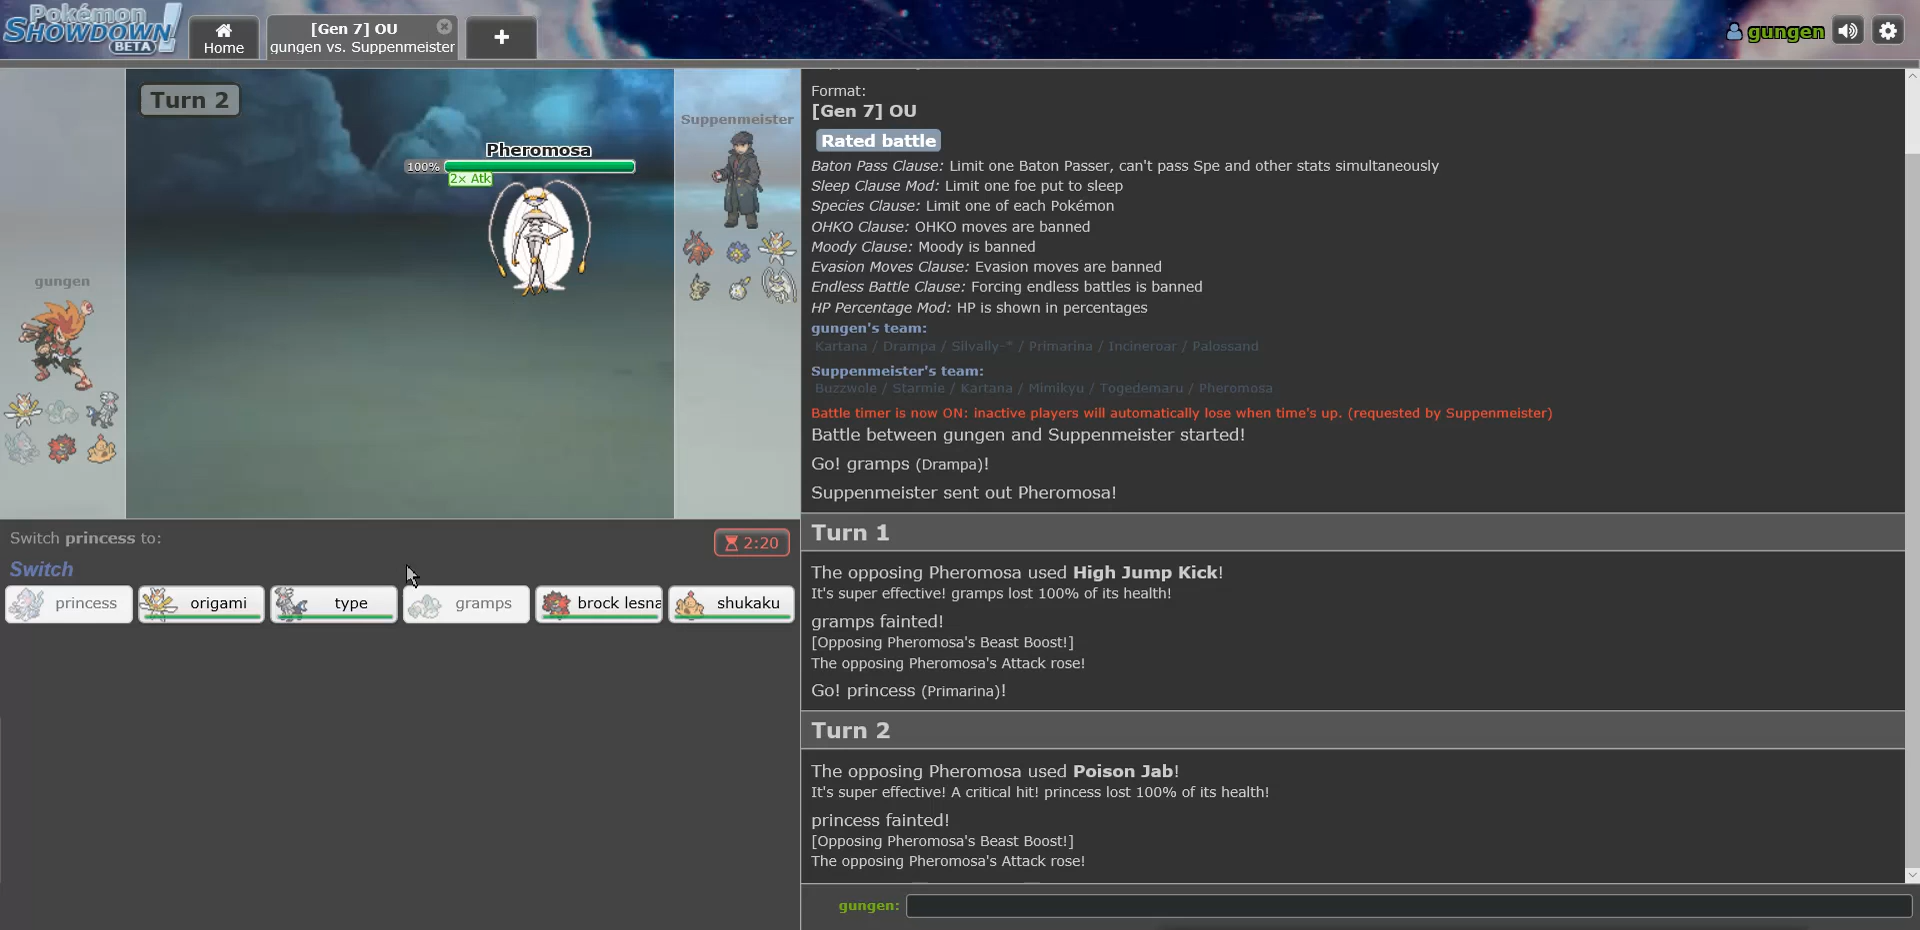 Pokémon
SHOWDOWN!
BETA
Home
[Gen 7] OU
gungen vs. Suppenmeister
+
gungen
Turn 2
Pheromosa
100%
2× Atk
Suppenmeister
gungen
Switch princess to:
2:20
Switch
princess
origami
type
gramps
brock lesna
shukaku
Format:
[Gen 7] OU
Rated battle
Baton Pass Clause: Limit one Baton Passer, can't pass Spe and other stats simultaneously
Sleep Clause Mod: Limit one foe put to sleep
Species Clause: Limit one of each Pokémon
OHKO Clause: OHKO moves are banned
Moody Clause: Moody is banned
Evasion Moves Clause: Evasion moves are banned
Endless Battle Clause: Forcing endless battles is banned
HP Percentage Mod: HP is shown in percentages
gungen's team:
Kartana / Drampa / Silvally-* / Primarina / Incineroar / Palossand
Suppenmeister's team:
Buzzwole / Starmie / Kartana / Mimikyu / Togedemaru / Pheromosa
Battle timer is now ON: inactive players will automatically lose when time's up. (requested by Suppenmeister)
Battle between gungen and Suppenmeister started!
Go! gramps (Drampa)!
Suppenmeister sent out Pheromosa!
Turn 1
The opposing Pheromosa used High Jump Kick!
It's super effective! gramps lost 100% of its health!
gramps fainted!
[Opposing Pheromosa's Beast Boost!]
The opposing Pheromosa's Attack rose!
Go! princess (Primarina)!
Turn 2
The opposing Pheromosa used Poison Jab!
It's super effective! A critical hit! princess lost 100% of its health!
princess fainted!
[Opposing Pheromosa's Beast Boost!]
The opposing Pheromosa's Attack rose!
gungen: